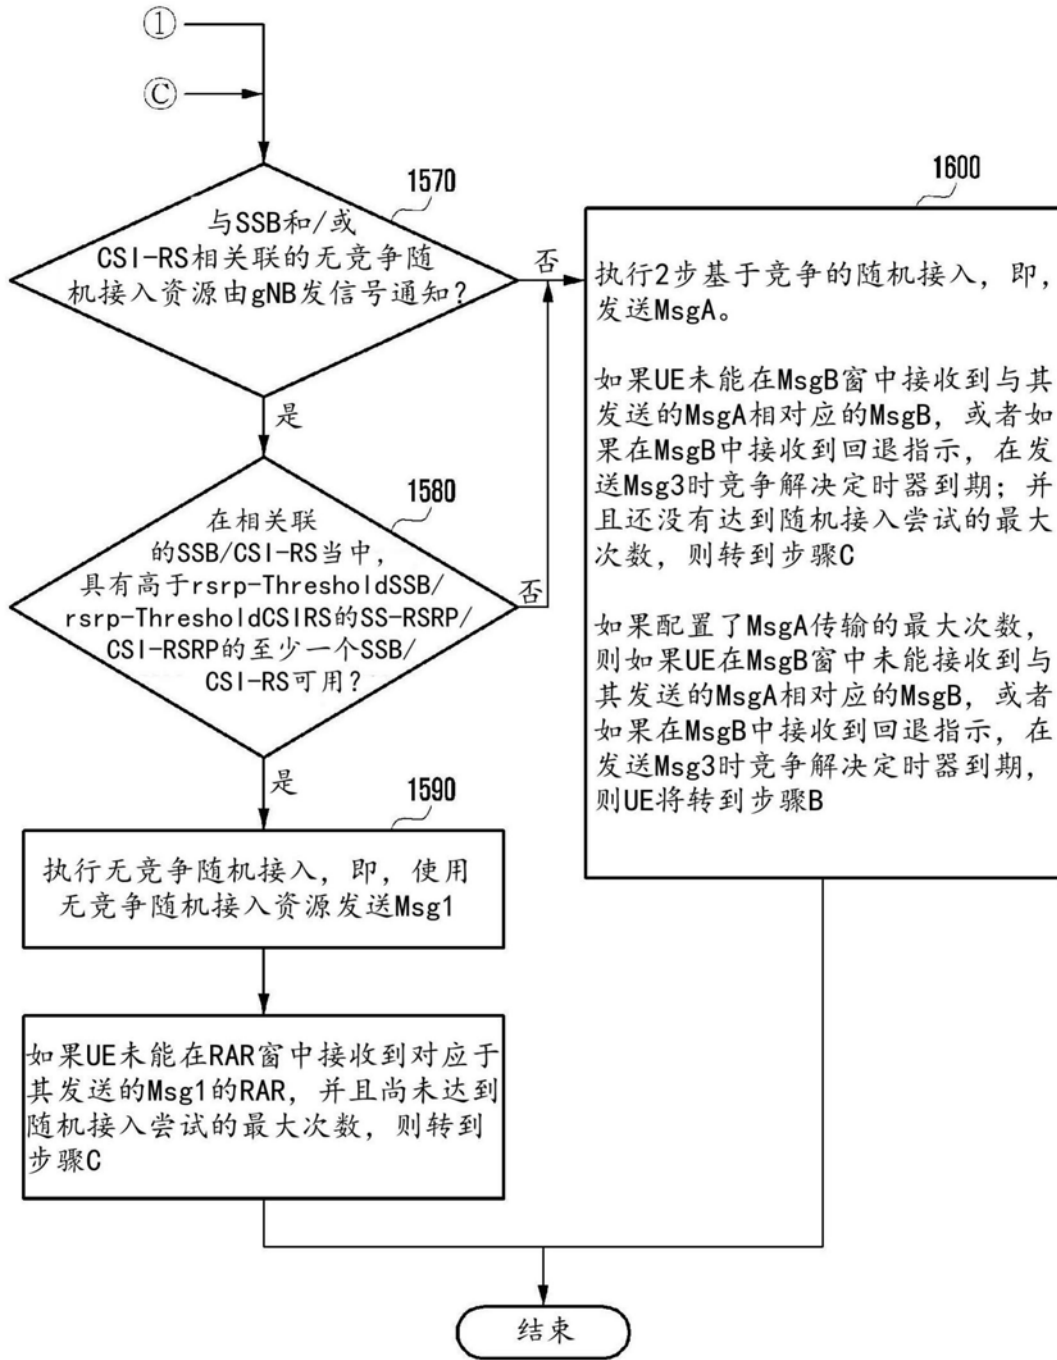 ①
Ⓒ
1570
与SSB和/或
CSI-RS相关联的无竞争随
机接入资源由gNB发信号通知?
否
是
1580
在相关联
的SSB/CSI-RS当中,
具有高于rsrp-ThresholdSSB/
rsrp-ThresholdCSIRS的SS-RSRP/
CSI-RSRP的至少一个SSB/
CSI-RS可用?
否
是
1590
执行无竞争随机接入, 即, 使用
无竞争随机接入资源发送Msg1
如果UE未能在RAR窗中接收到对应于
其发送的Msg1的RAR, 并且尚未达到
随机接入尝试的最大次数, 则转到
步骤C
1600
执行2步基于竞争的随机接入, 即,
发送MsgA。
如果UE未能在MsgB窗中接收到与其
发送的MsgA相对应的MsgB, 或者如
果在MsgB中接收到回退指示, 在发
送Msg3时竞争解决定时器到期; 并
且还没有达到随机接入尝试的最大
次数, 则转到步骤C
如果配置了MsgA传输的最大次数,
则如果UE在MsgB窗中未能接收到与
其发送的MsgA相对应的MsgB, 或者
如果在MsgB中接收到回退指示, 在
发送Msg3时竞争解决定时器到期,
则UE将转到步骤B
结束